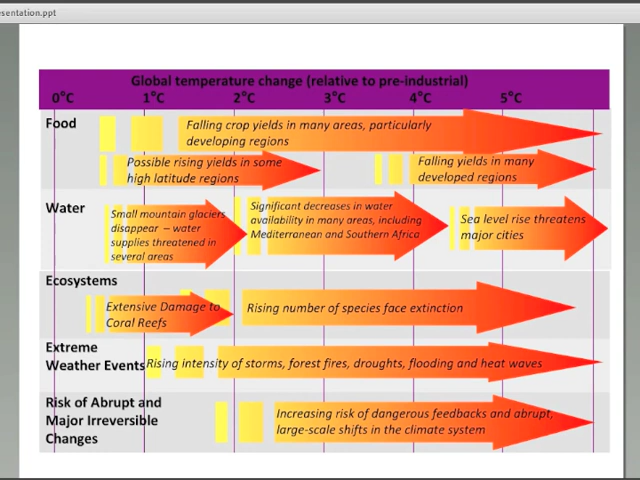 esentation.ppt
Global temperature change (relative to pre-industrial)
0°C 1°C 2°C 3°C 4°C 5°C
Food
Falling crop yields in many areas, particularly
developing regions
Possible rising yields in some
high latitude regions
Falling yields in many
developed regions
Water
Small mountain glaciers
disappear – water
supplies threatened in
several areas
Significant decreases in water
availability in many areas, including
Mediterranean and Southern Africa
Sea level rise threatens
major cities
Ecosystems
Extensive Damage to
Coral Reefs
Rising number of species face extinction
Extreme
Weather Events
Rising intensity of storms, forest fires, droughts, flooding and heat waves
Risk of Abrupt and
Major Irreversible
Changes
Increasing risk of dangerous feedbacks and abrupt,
large-scale shifts in the climate system